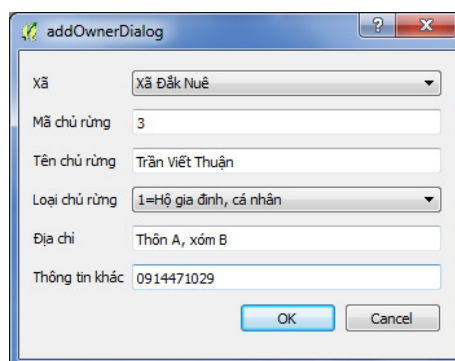 addOwnerDialog
Xã Xã Đắk Nuê
Mã chủ rừng 3
Tên chủ rừng Trần Viết Thuận
Loại chủ rừng 1=Hộ gia đình, cá nhân
Địa chỉ Thôn A, xóm B
Thông tin khác 0914471029
OK Cancel